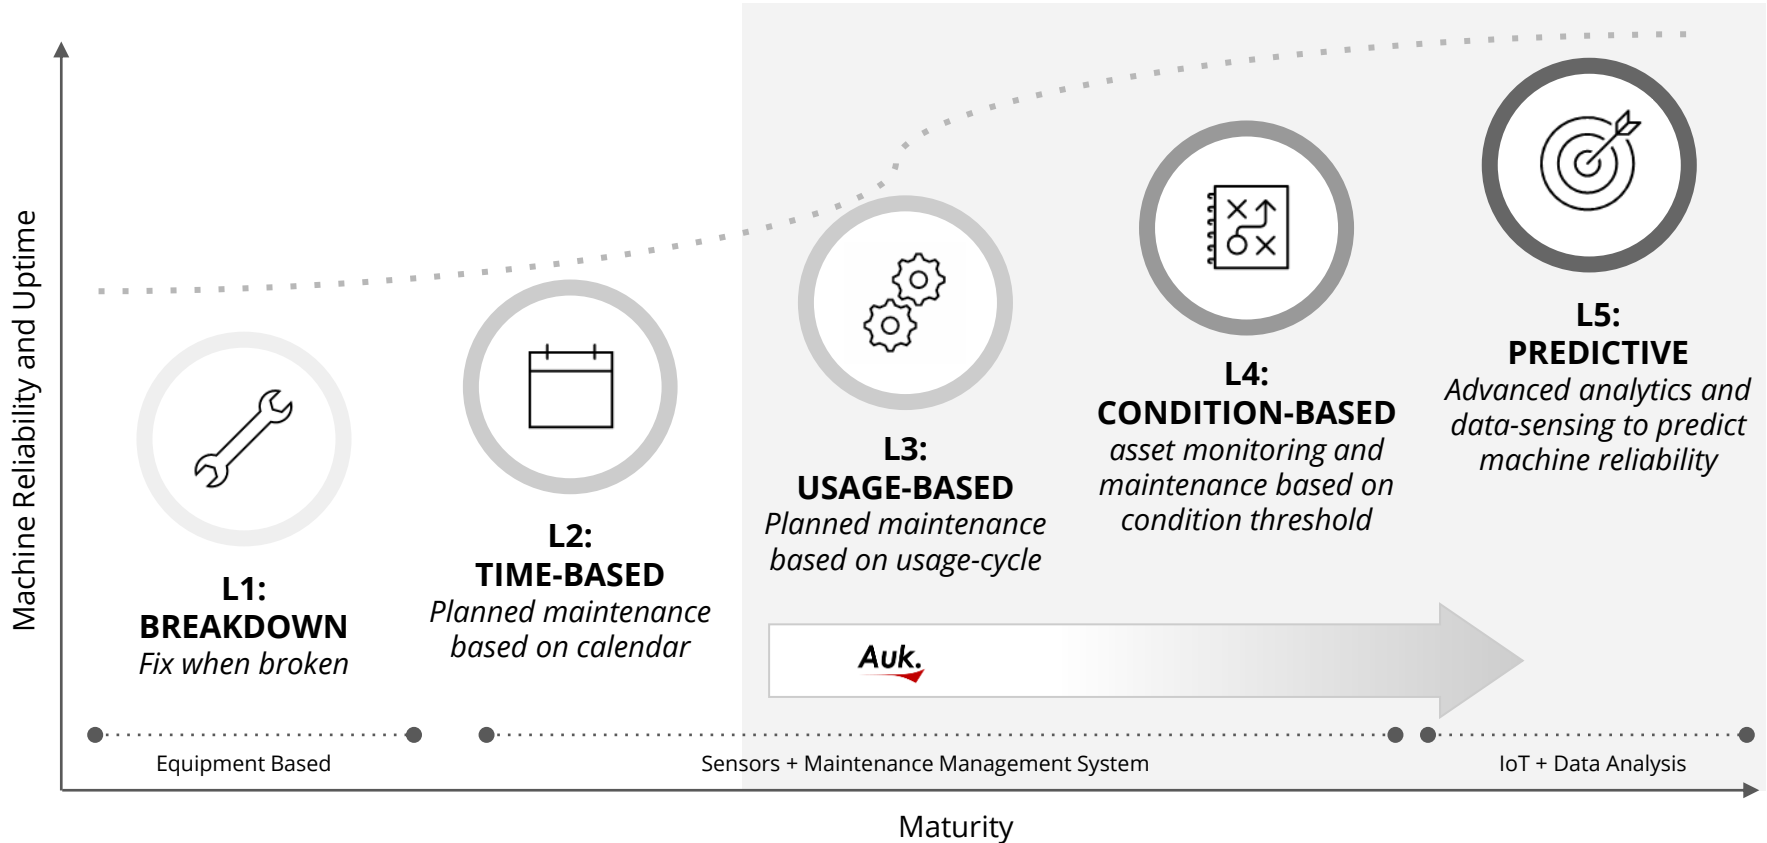 Machine Reliability and Uptime
L1:
BREAKDOWN
Fix when broken
L2:
TIME-BASED
Planned maintenance
based on calendar
L3:
USAGE-BASED
Planned maintenance
based on usage-cycle
L4:
CONDITION-BASED
asset monitoring and
maintenance based on
condition threshold
L5:
PREDICTIVE
Advanced analytics and
data-sensing to predict
machine reliability
Auk.
Equipment Based
Sensors + Maintenance Management System
IoT + Data Analysis
Maturity